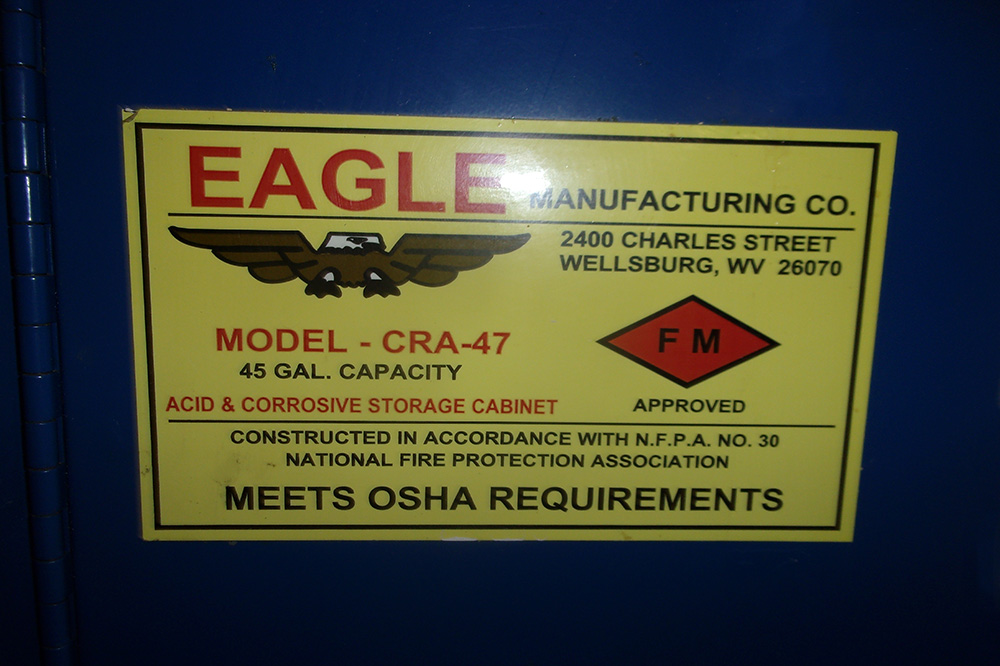 EAGLE MANUFACTURING CO.
2400 CHARLES STREET
WELLSBURG, WV 26070
MODEL - CRA-47
45 GAL. CAPACITY
ACID & CORROSIVE STORAGE CABINET
F M
APPROVED
CONSTRUCTED IN ACCORDANCE WITH N.F.P.A. NO. 30
NATIONAL FIRE PROTECTION ASSOCIATION
MEETS OSHA REQUIREMENTS